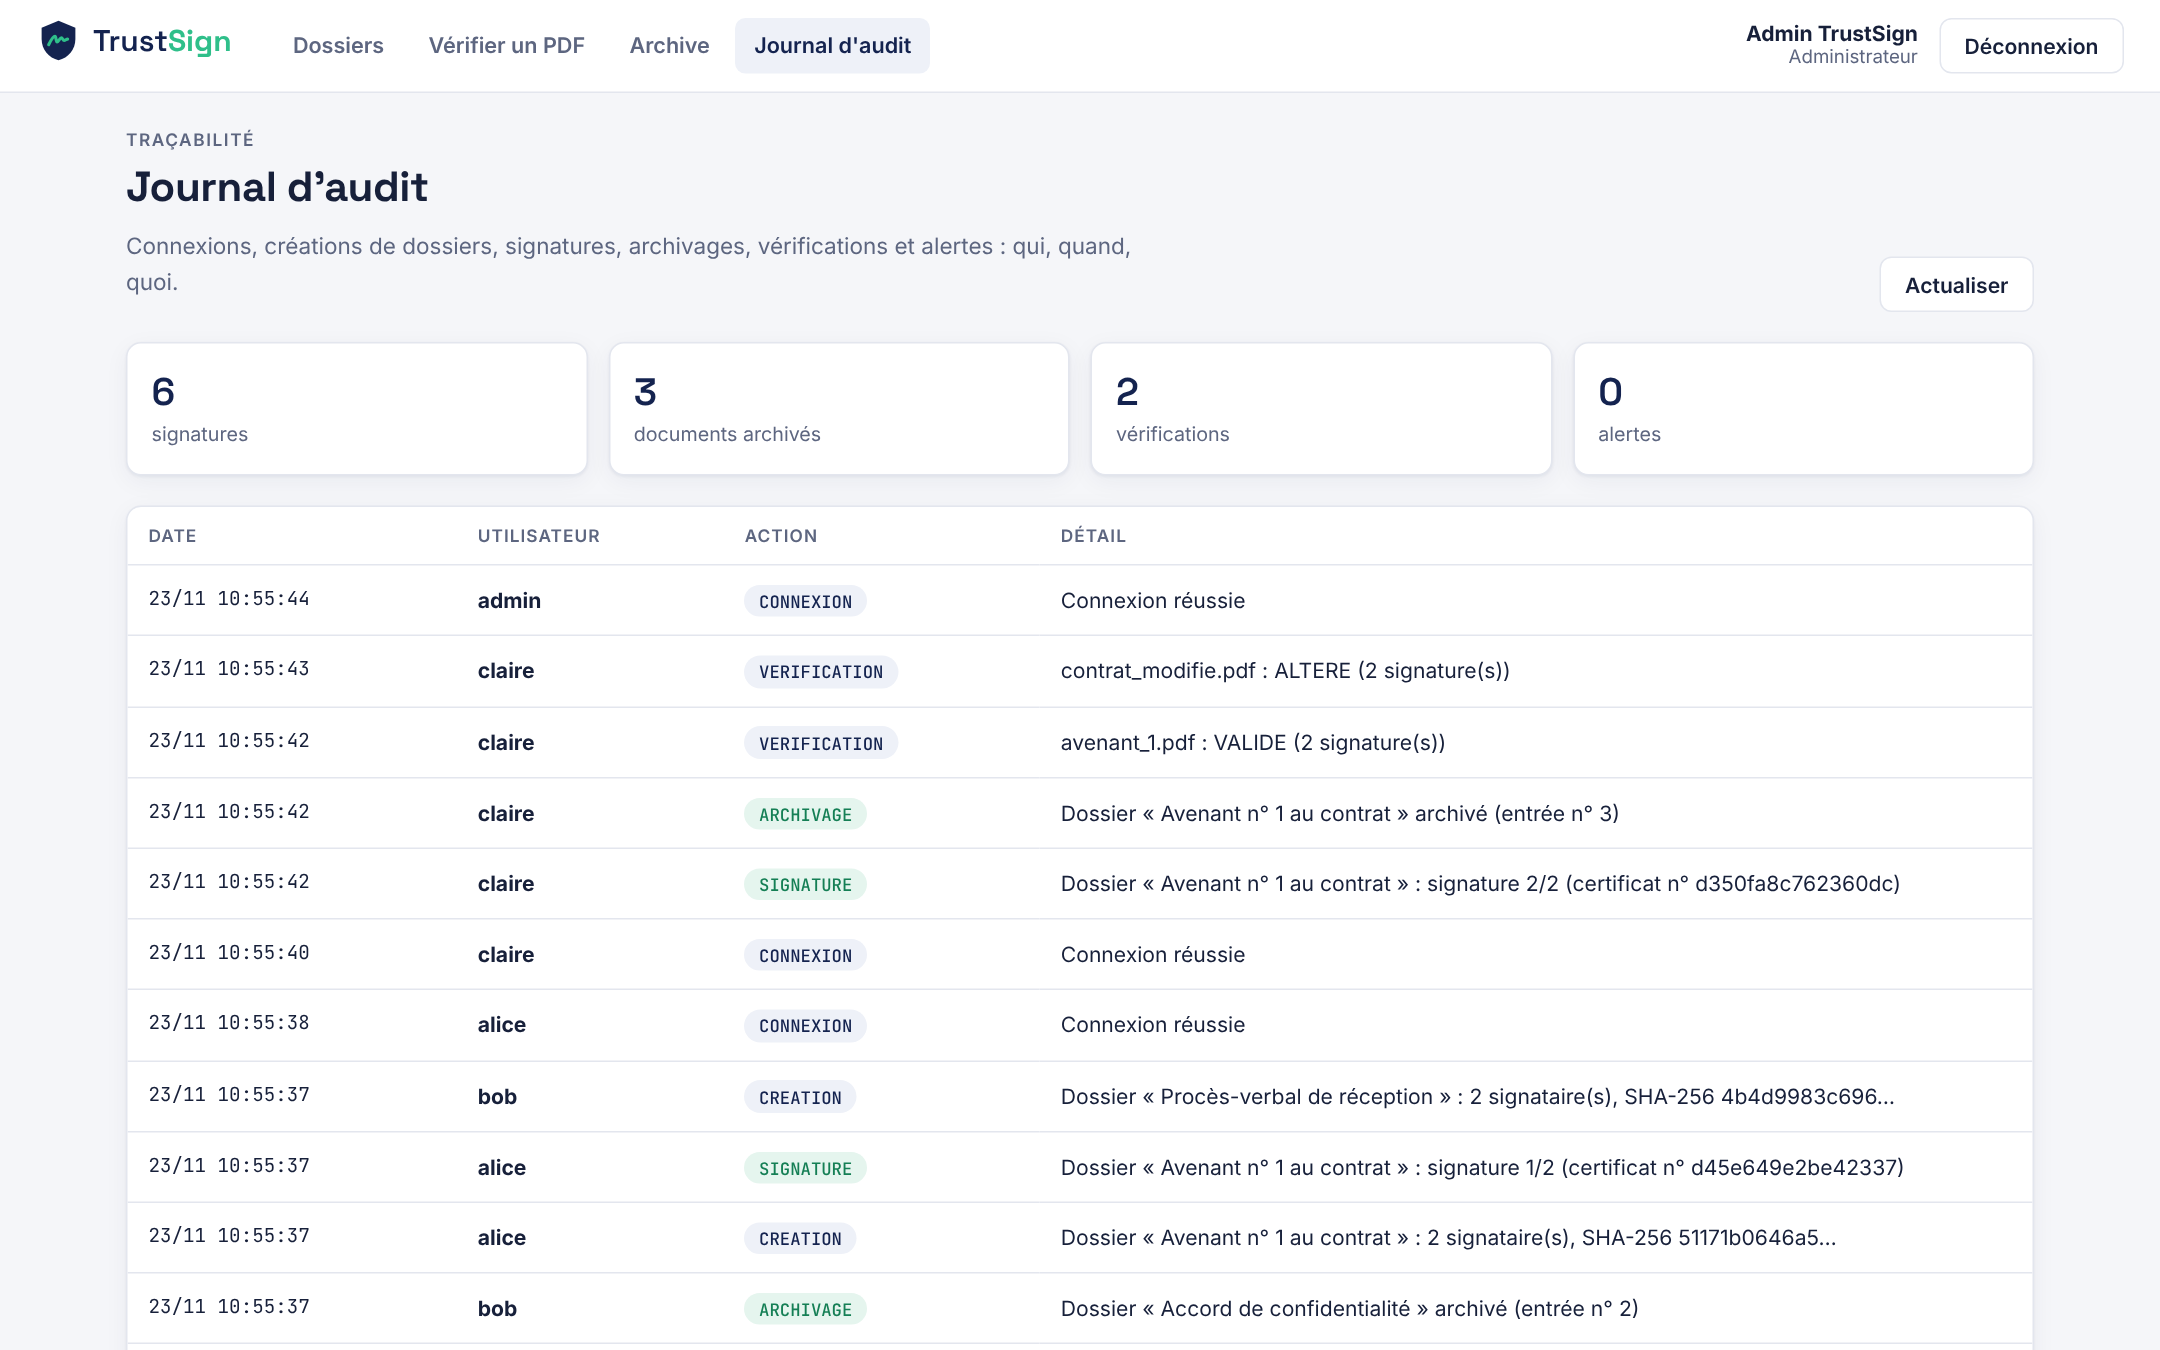 TrustSign
Dossiers
Vérifier un PDF
Archive
Journal d'audit
Admin TrustSign
Administrateur
Déconnexion
TRAÇABILITÉ
Journal d’audit
Connexions, créations de dossiers, signatures, archivages, vérifications et alertes : qui, quand,
quoi.
Actualiser
6
signatures
3
documents archivés
2
vérifications
0
alertes
DATE UTILISATEUR ACTION DÉTAIL
23/11 10:55:44 admin CONNEXION Connexion réussie
23/11 10:55:43 claire VERIFICATION contrat_modifie.pdf : ALTERE (2 signature(s))
23/11 10:55:42 claire VERIFICATION avenant_1.pdf : VALIDE (2 signature(s))
23/11 10:55:42 claire ARCHIVAGE Dossier « Avenant n° 1 au contrat » archivé (entrée n° 3)
23/11 10:55:42 claire SIGNATURE Dossier « Avenant n° 1 au contrat » : signature 2/2 (certificat n° d350fa8c762360dc)
23/11 10:55:40 claire CONNEXION Connexion réussie
23/11 10:55:38 alice CONNEXION Connexion réussie
23/11 10:55:37 bob CREATION Dossier « Procès-verbal de réception » : 2 signataire(s), SHA-256 4b4d9983c696…
23/11 10:55:37 alice SIGNATURE Dossier « Avenant n° 1 au contrat » : signature 1/2 (certificat n° d45e649e2be42337)
23/11 10:55:37 alice CREATION Dossier « Avenant n° 1 au contrat » : 2 signataire(s), SHA-256 51171b0646a5…
23/11 10:55:37 bob ARCHIVAGE Dossier « Accord de confidentialité » archivé (entrée n° 2)